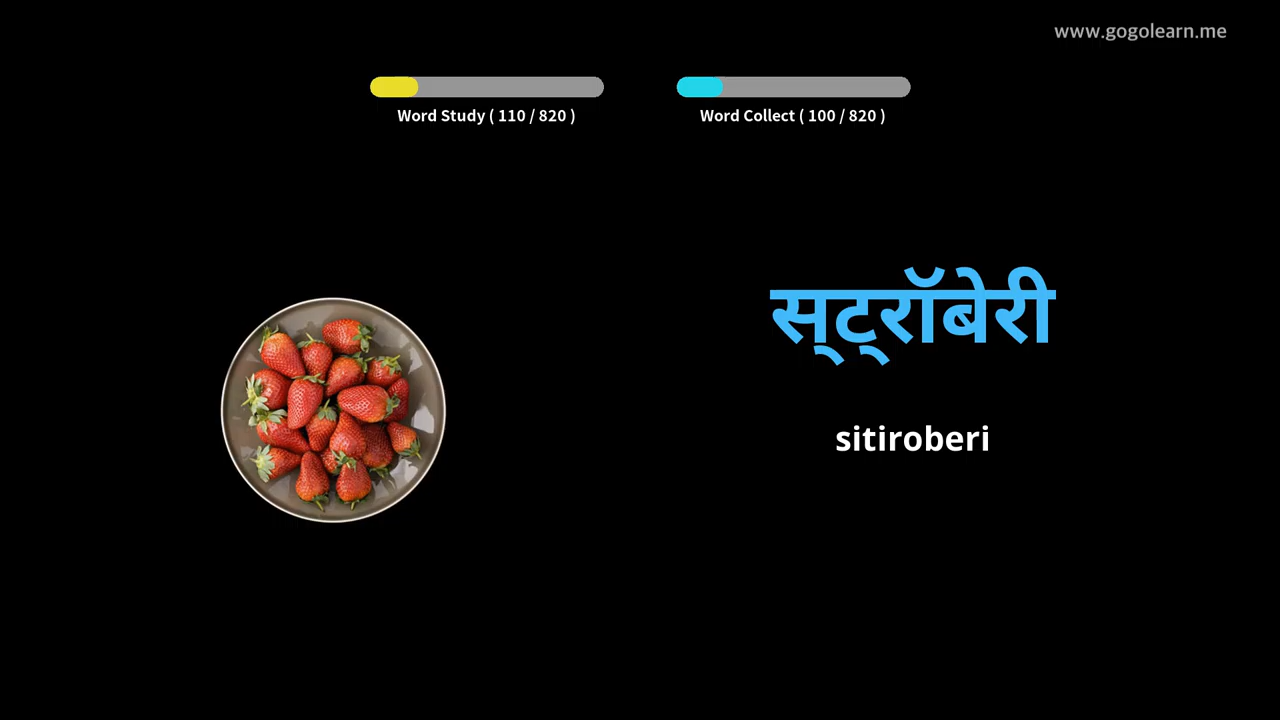 www.gogolearn.me
Word Study ( 110 / 820 )
Word Collect ( 100 / 820 )
स्‌ट्‌रॉबेरी
sitiroberi